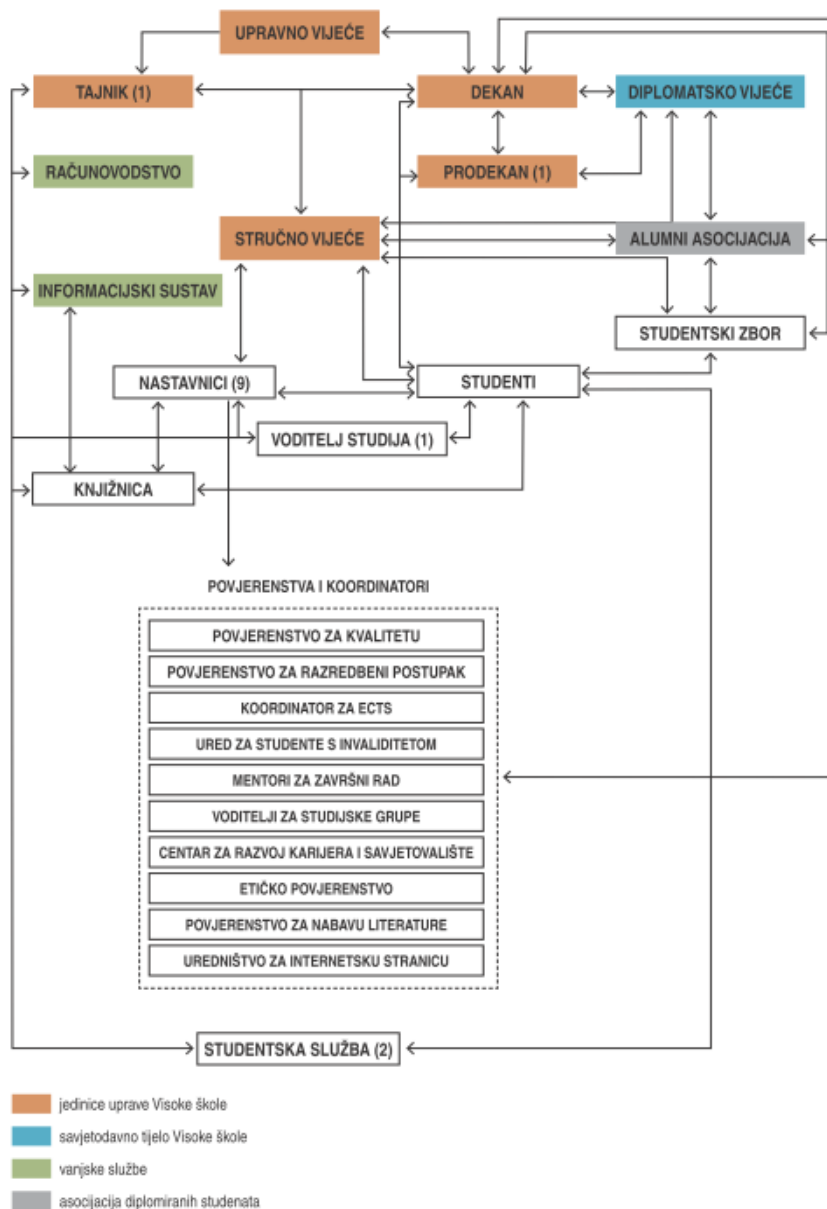 UPRAVNO VIJEĆE
TAJNIK (1)
DEKAN
DIPLOMATSKO VIJEĆE
RAČUNOVODSTVO
PRODEKAN (1)
STRUČNO VIJEĆE
ALUMNI ASOCIJACIJA
INFORMACIJSKI SUSTAV
STUDENTSKI ZBOR
NASTAVNICI (9)
STUDENTI
VODITELJ STUDIJA (1)
KNJIŽNICA
POVJERENSTVA I KOORDINATORI
POVJERENSTVO ZA KVALITETU
POVJERENSTVO ZA RAZREDBENI POSTUPAK
KOORDINATOR ZA ECTS
URED ZA STUDENTE S INVALIDITETOM
MENTORI ZA ZAVRŠNI RAD
VODITELJI ZA STUDIJSKE GRUPE
CENTAR ZA RAZVOJ KARIJERA I SAVJETOVALIŠTE
ETIČKO POVJERENSTVO
POVJERENSTVO ZA NABAVU LITERATURE
UREDNIŠTVO ZA INTERNETSKU STRANICU
STUDENTSKA SLUŽBA (2)
jedinice uprave Visoke škole
savjetodavno tijelo Visoke škole
vanjske službe
asocijacija diplomiranih studenata